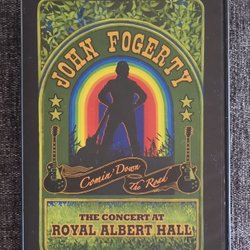 JOHN FOGERTY
Comin' Down
the Road
THE CONCERT AT
ROYAL ALBERT HALL